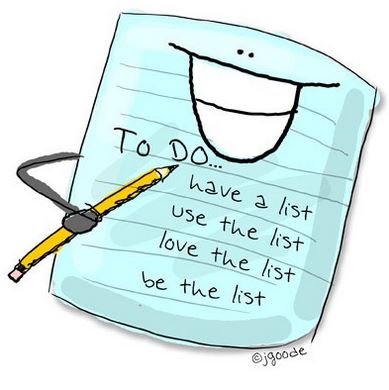 TO DO...
have a list
use the list
love the list
be the list
©jgoode